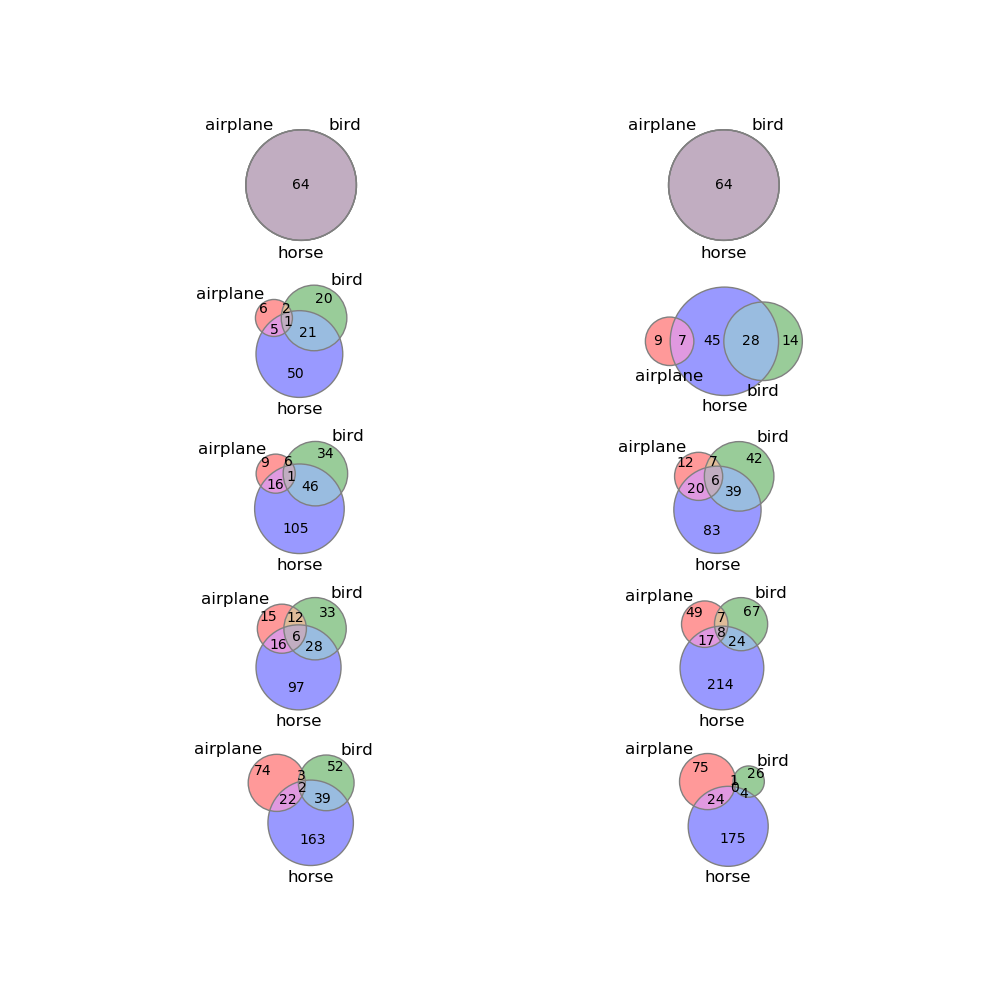 airplane bird
64
horse
airplane bird
64
horse
airplane bird
6 2 20
5 1 21
50
horse
9 7 45 28 14
airplane bird
horse
airplane bird
9 6 34
16 1 46
105
horse
airplane bird
12 7 42
20 6 39
83
horse
airplane bird
15 12 33
16 6 28
97
horse
airplane bird
49 7 67
17 8 24
214
horse
airplane bird
74 3 52
22 2 39
163
horse
airplane bird
75 1 26
24 0 4
175
horse